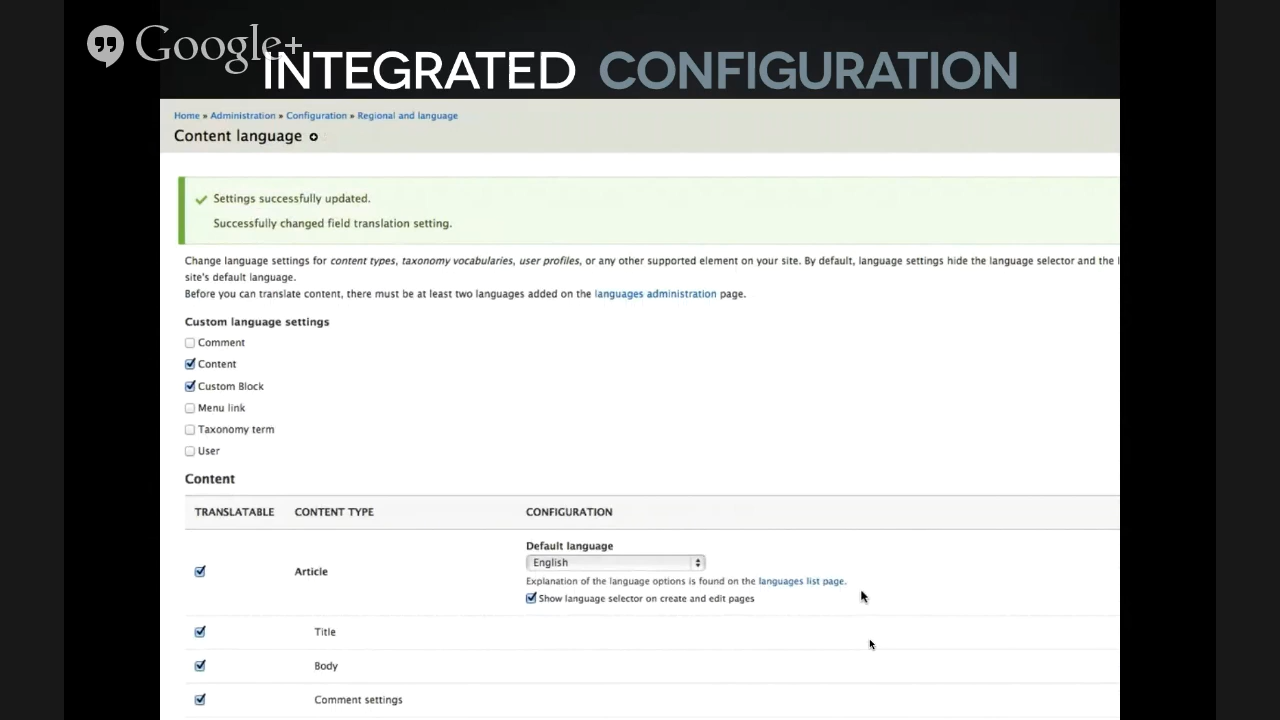 Google+
INTEGRATED CONFIGURATION
Home » Administration » Configuration » Regional and language
Content language
Settings successfully updated.
Successfully changed field translation setting.
Change language settings for content types, taxonomy vocabularies, user profiles, or any other supported element on your site. By default, language settings hide the language selector and the l
site's default language.
Before you can translate content, there must be at least two languages added on the languages administration page.
Custom language settings
Comment
Content
Custom Block
Menu link
Taxonomy term
User
Content
TRANSLATABLE CONTENT TYPE CONFIGURATION
Default language
English
Article
Explanation of the language options is found on the languages list page.
Show language selector on create and edit pages
Title
Body
Comment settings